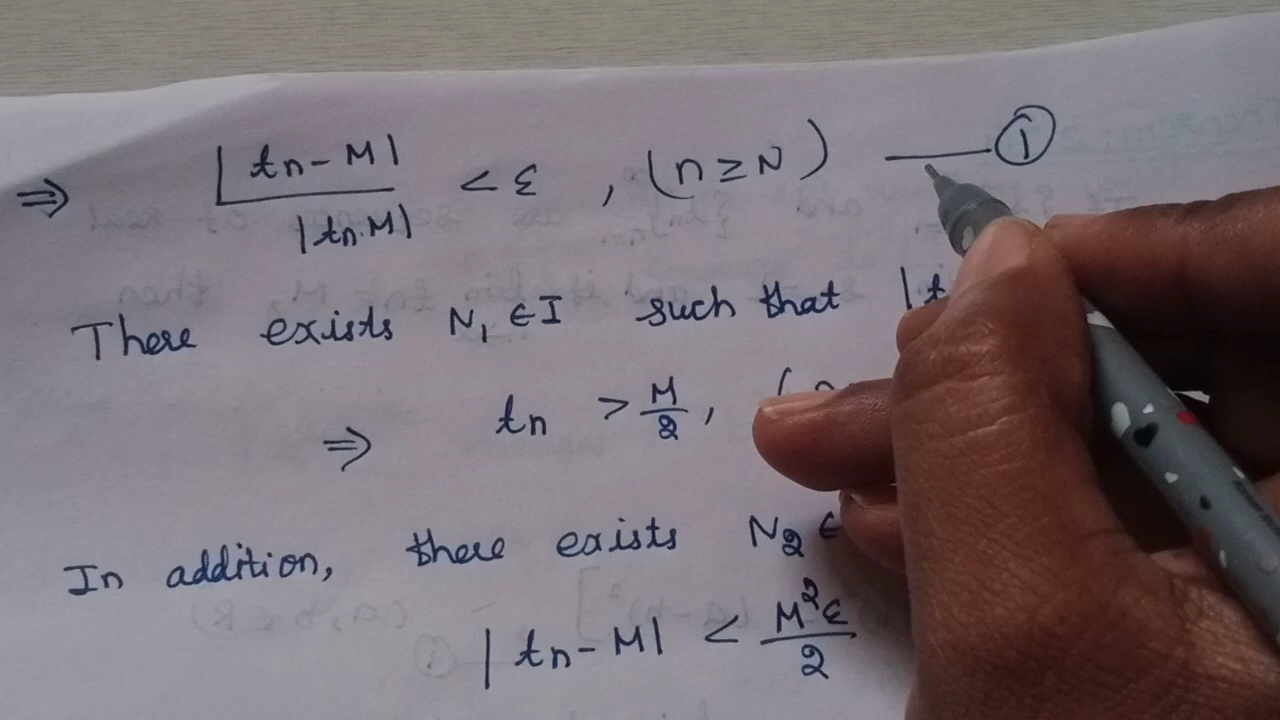 ⇒ |tn - M| / |tn·M| < ε , (n ≥ N) —— ①
There exists N₁ ∈ I such that |t
⇒ tn > M/2, (n
In addition, there exists N₂ ∈
|tn - M| < M²ε/2